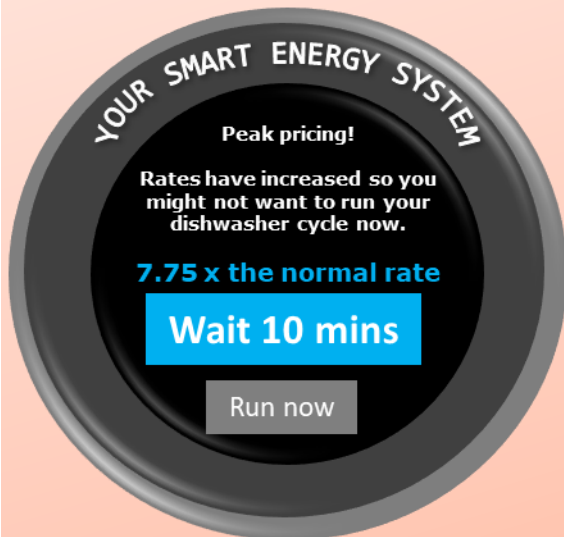 YOUR SMART ENERGY SYSTEM
Peak pricing!
Rates have increased so you
might not want to run your
dishwasher cycle now.
7.75 x the normal rate
Wait 10 mins
Run now